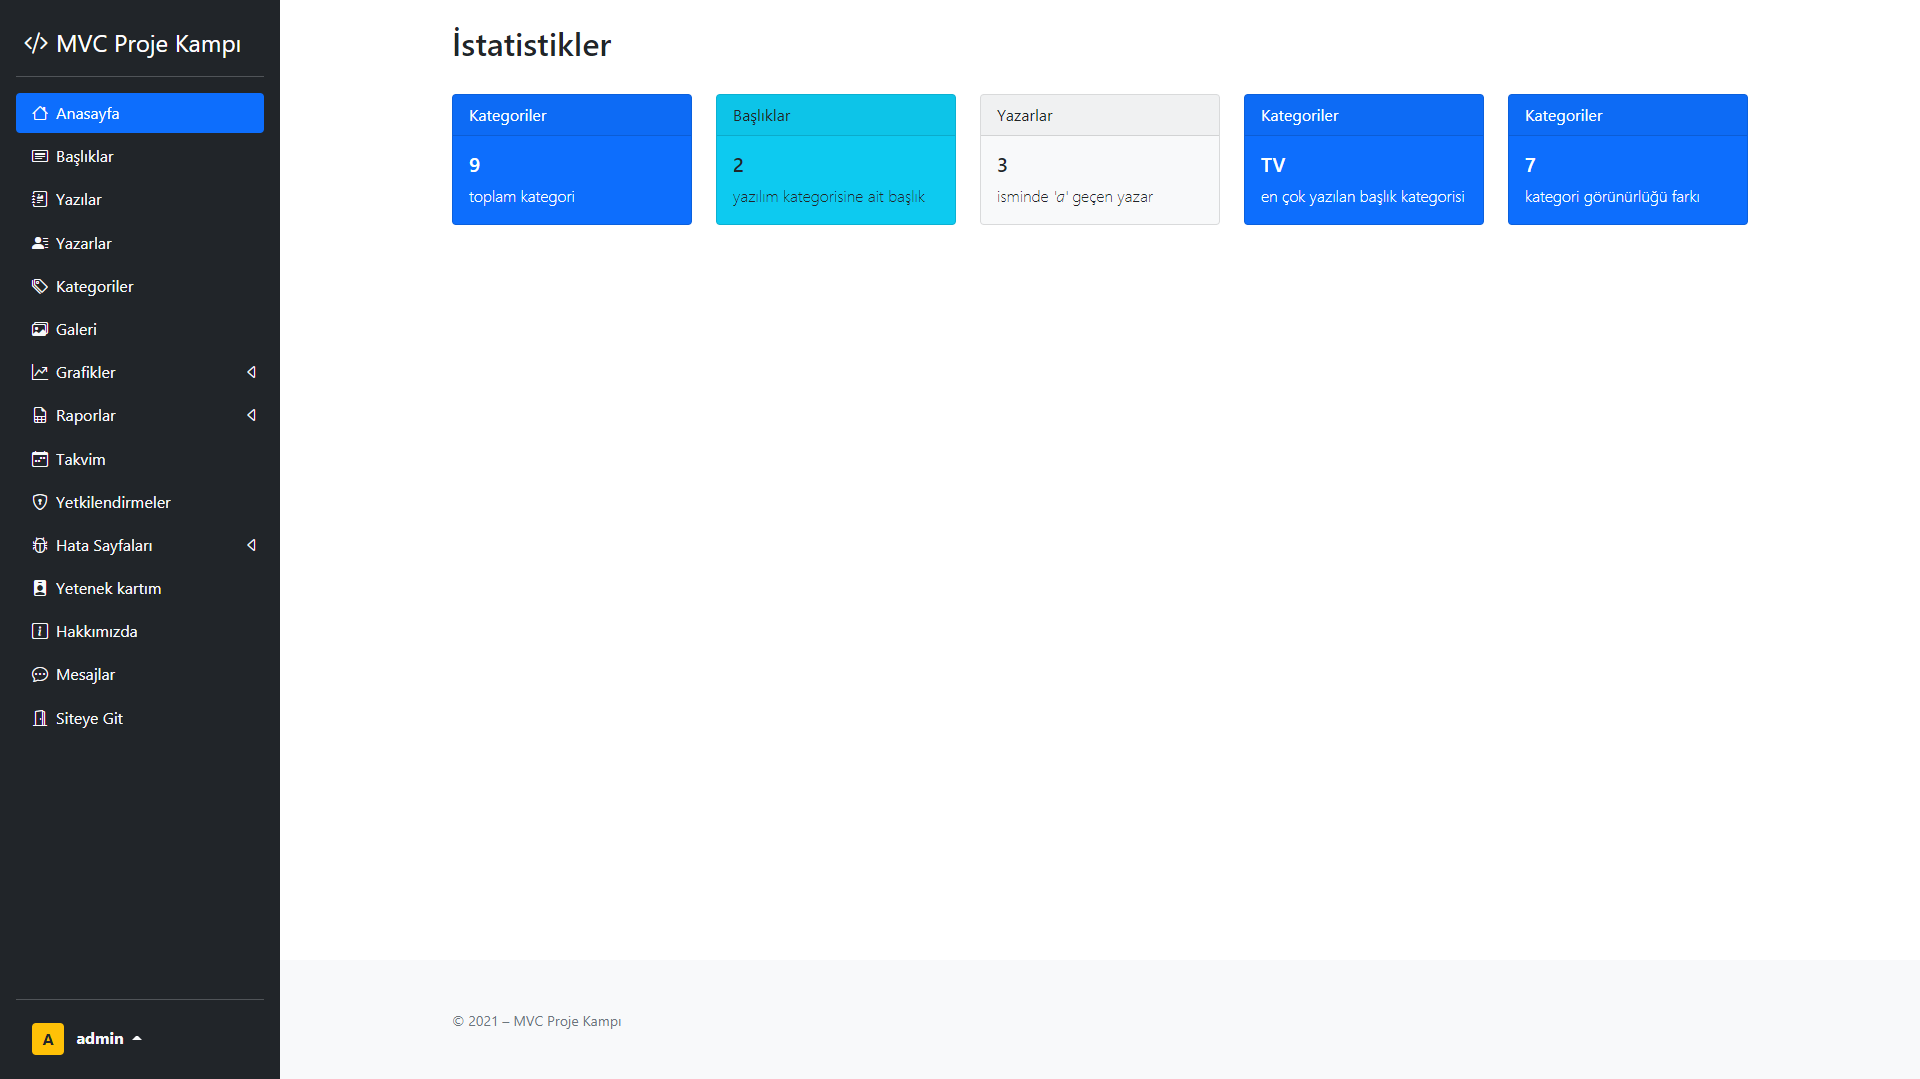 MVC Proje Kampı
Anasayfa
Başlıklar
Yazılar
Yazarlar
Kategoriler
Galeri
Grafikler
Raporlar
Takvim
Yetkilendirmeler
Hata Sayfaları
Yetenek kartım
Hakkımızda
Mesajlar
Siteye Git
A admin
İstatistikler
Kategoriler
9
toplam kategori
Başlıklar
2
yazılım kategorisine ait başlık
Yazarlar
3
isminde 'a' geçen yazar
Kategoriler
TV
en çok yazılan başlık kategorisi
Kategoriler
7
kategori görünürlüğü farkı
© 2021 – MVC Proje Kampı